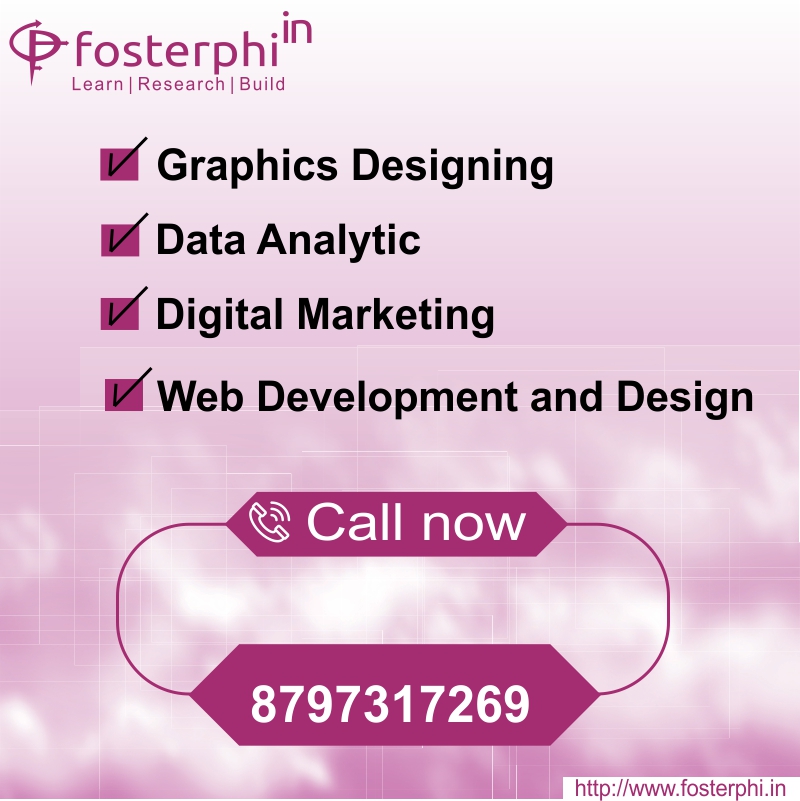 fosterphi in
Learn | Research | Build
Graphics Designing
Data Analytic
Digital Marketing
Web Development and Design
Call now
8797317269
http://www.fosterphi.in